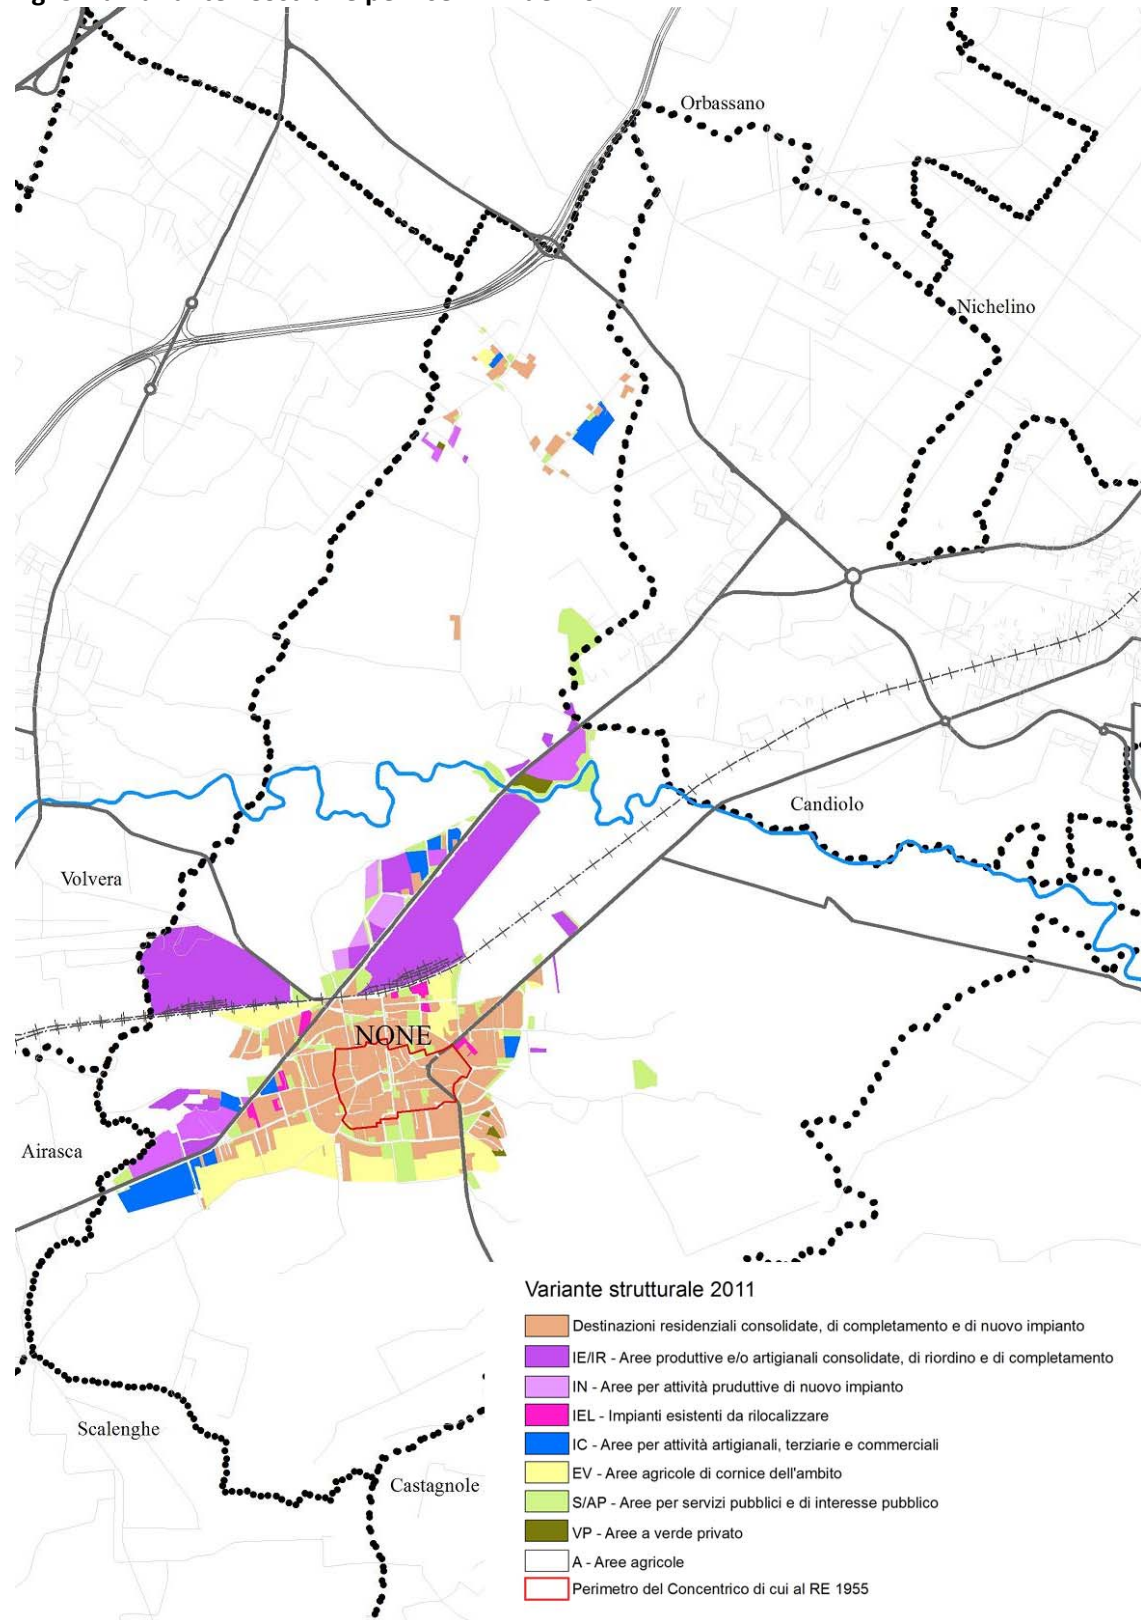 Orbassano
Nichelino
Candiolo
Volvera
NONE
Airasca
Scalenghe
Castagnole
Variante strutturale 2011
Destinazioni residenziali consolidate, di completamento e di nuovo impianto
IE/IR - Aree produttive e/o artigianali consolidate, di riordino e di completamento
IN - Aree per attività pruduttive di nuovo impianto
IEL - Impianti esistenti da rilocalizzare
IC - Aree per attività artigianali, terziarie e commerciali
EV - Aree agricole di cornice dell'ambito
S/AP - Aree per servizi pubblici e di interesse pubblico
VP - Aree a verde privato
A - Aree agricole
Perimetro del Concentrico di cui al RE 1955